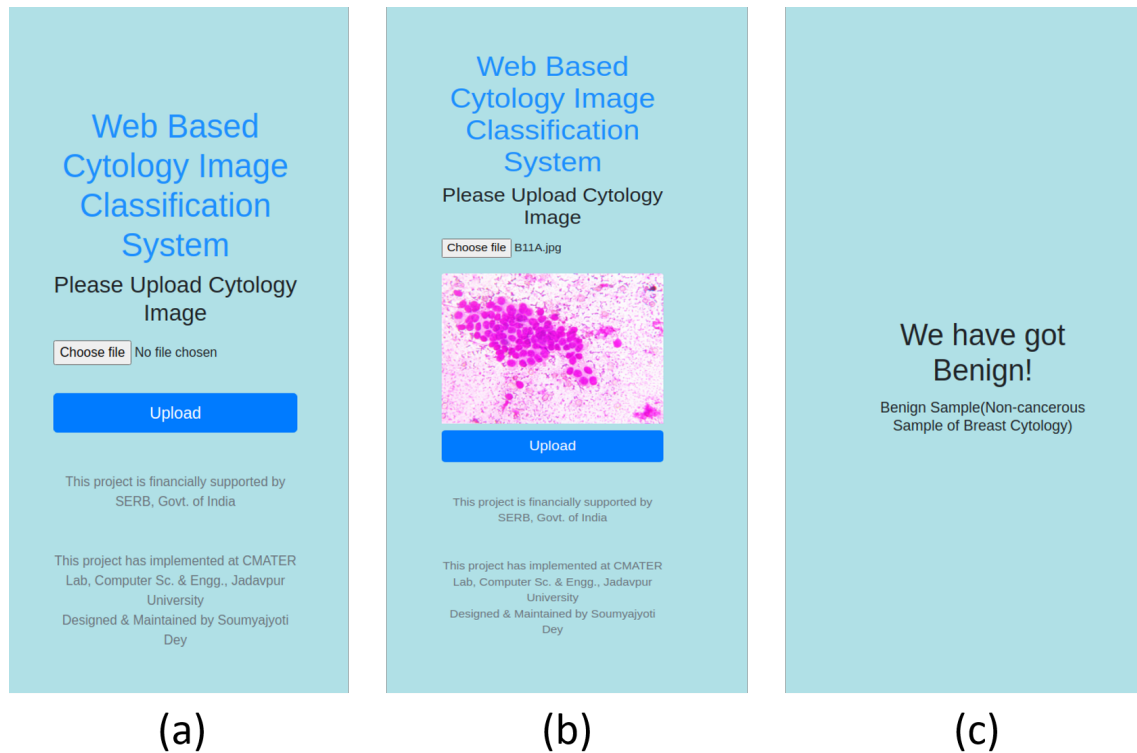 Web Based
Cytology Image
Classification
System
Please Upload Cytology
Image
Choose file No file chosen
Upload
This project is financially supported by
SERB, Govt. of India
This project has implemented at CMATER
Lab, Computer Sc. & Engg., Jadavpur
University
Designed & Maintained by Soumyajyoti
Dey
(a)
Web Based
Cytology Image
Classification
System
Please Upload Cytology
Image
Choose file B11A.jpg
Upload
This project is financially supported by
SERB, Govt. of India
This project has implemented at CMATER
Lab, Computer Sc. & Engg., Jadavpur
University
Designed & Maintained by Soumyajyoti
Dey
(b)
We have got
Benign!
Benign Sample(Non-cancerous
Sample of Breast Cytology)
(c)